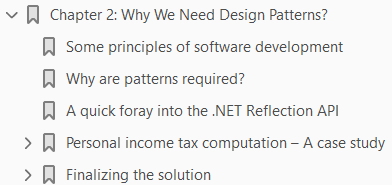 Chapter 2: Why We Need Design Patterns?
Some principles of software development
Why are patterns required?
A quick foray into the .NET Reflection API
Personal income tax computation – A case study
Finalizing the solution